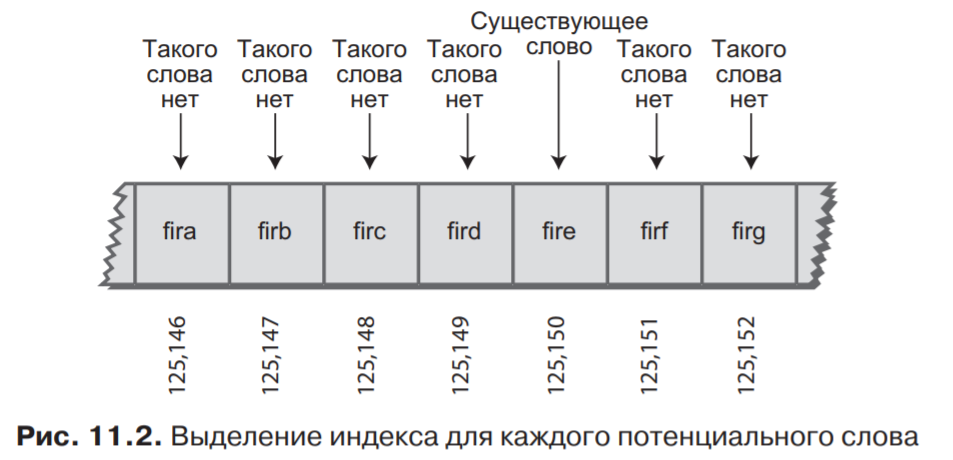 Существующее
слово
Такого Такого Такого Такого Такого Такого
слова слова слова слова слова слова
нет нет нет нет нет нет
fira firb firc fird fire firf firg
125,146 125,147 125,148 125,149 125,150 125,151 125,152
Рис. 11.2. Выделение индекса для каждого потенциального слова